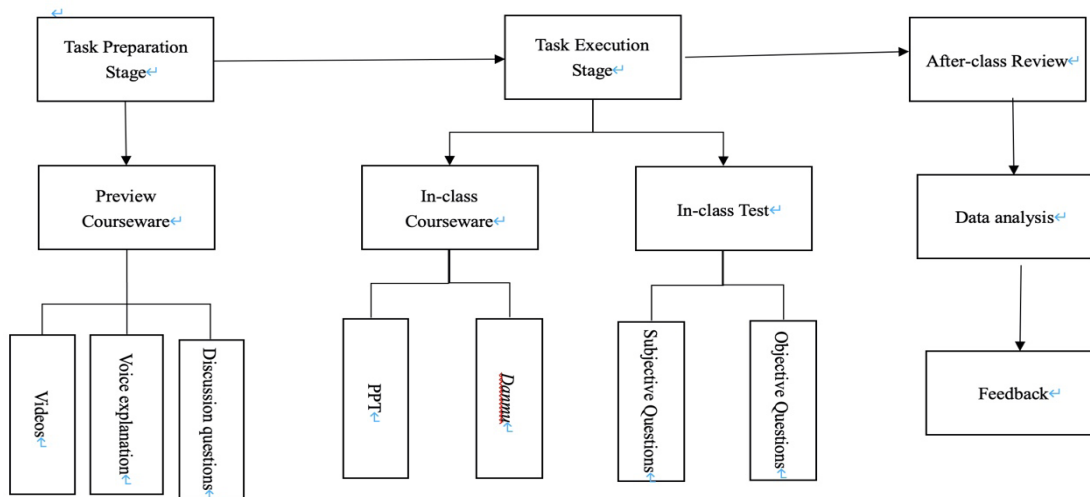 Task Preparation
Stage
Task Execution
Stage
After-class Review
Preview
Courseware
In-class
Courseware
In-class Test
Data analysis
Videos
Voice explanation
Discussion questions
PPT
Danmu
Subjective Questions
Objective Questions
Feedback